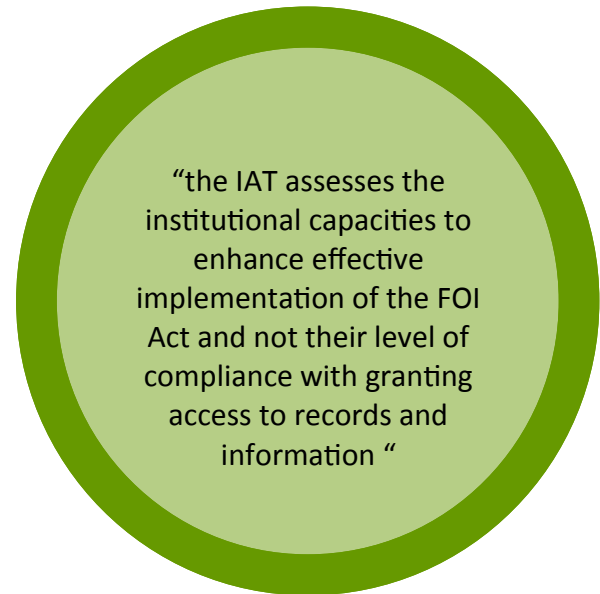 “the IAT assesses the
institutional capacities to
enhance effective
implementation of the FOI
Act and not their level of
compliance with granting
access to records and
information “